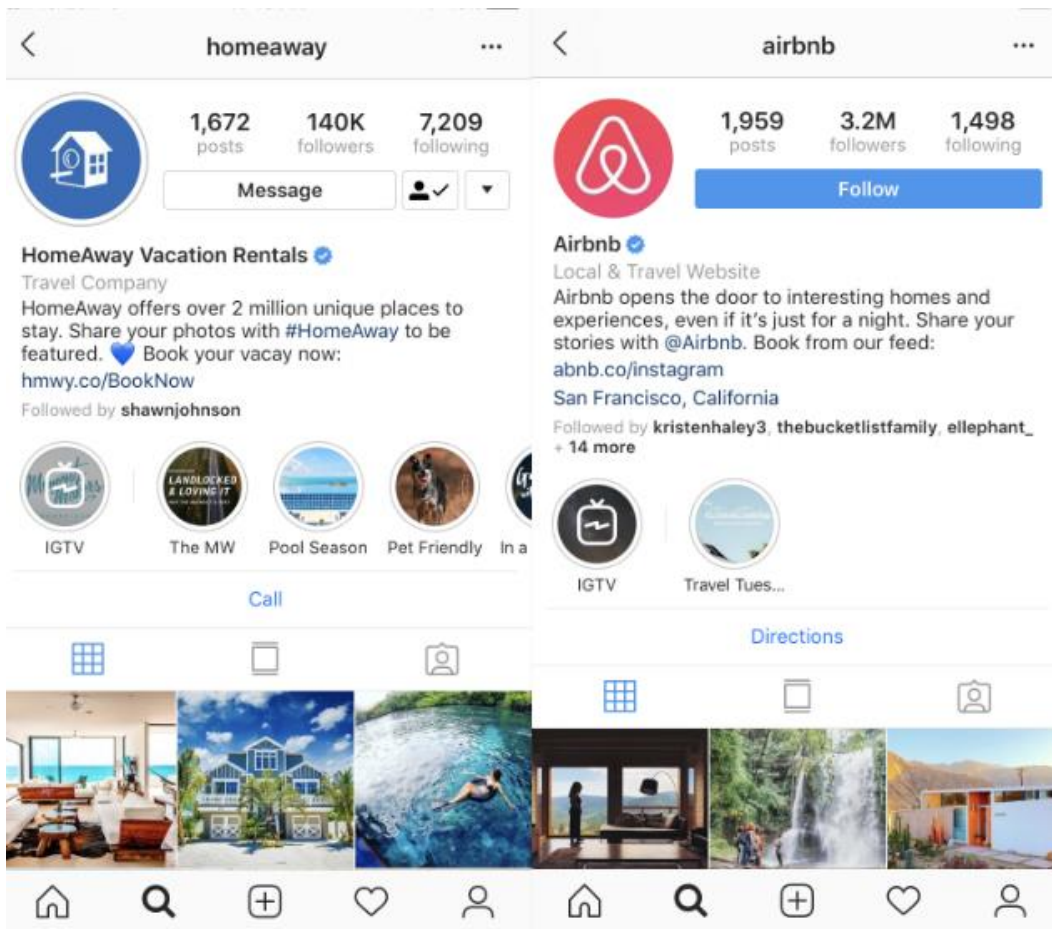 homeaway
...
1,672 140K 7,209
posts followers following
Message
HomeAway Vacation Rentals
Travel Company
HomeAway offers over 2 million unique places to
stay. Share your photos with #HomeAway to be
featured. 💙 Book your vacay now:
hmwy.co/BookNow
Followed by shawnjohnson
LANDLOCKED
& LOVING IT
IGTV The MW Pool Season Pet Friendly In a
Call
airbnb
...
1,959 3.2M 1,498
posts followers following
Follow
Airbnb
Local & Travel Website
Airbnb opens the door to interesting homes and
experiences, even if it's just for a night. Share your
stories with @Airbnb. Book from our feed:
abnb.co/instagram
San Francisco, California
Followed by kristenhaley3, thebucketlistfamily, ellephant_
+ 14 more
IGTV Travel Tues...
Directions